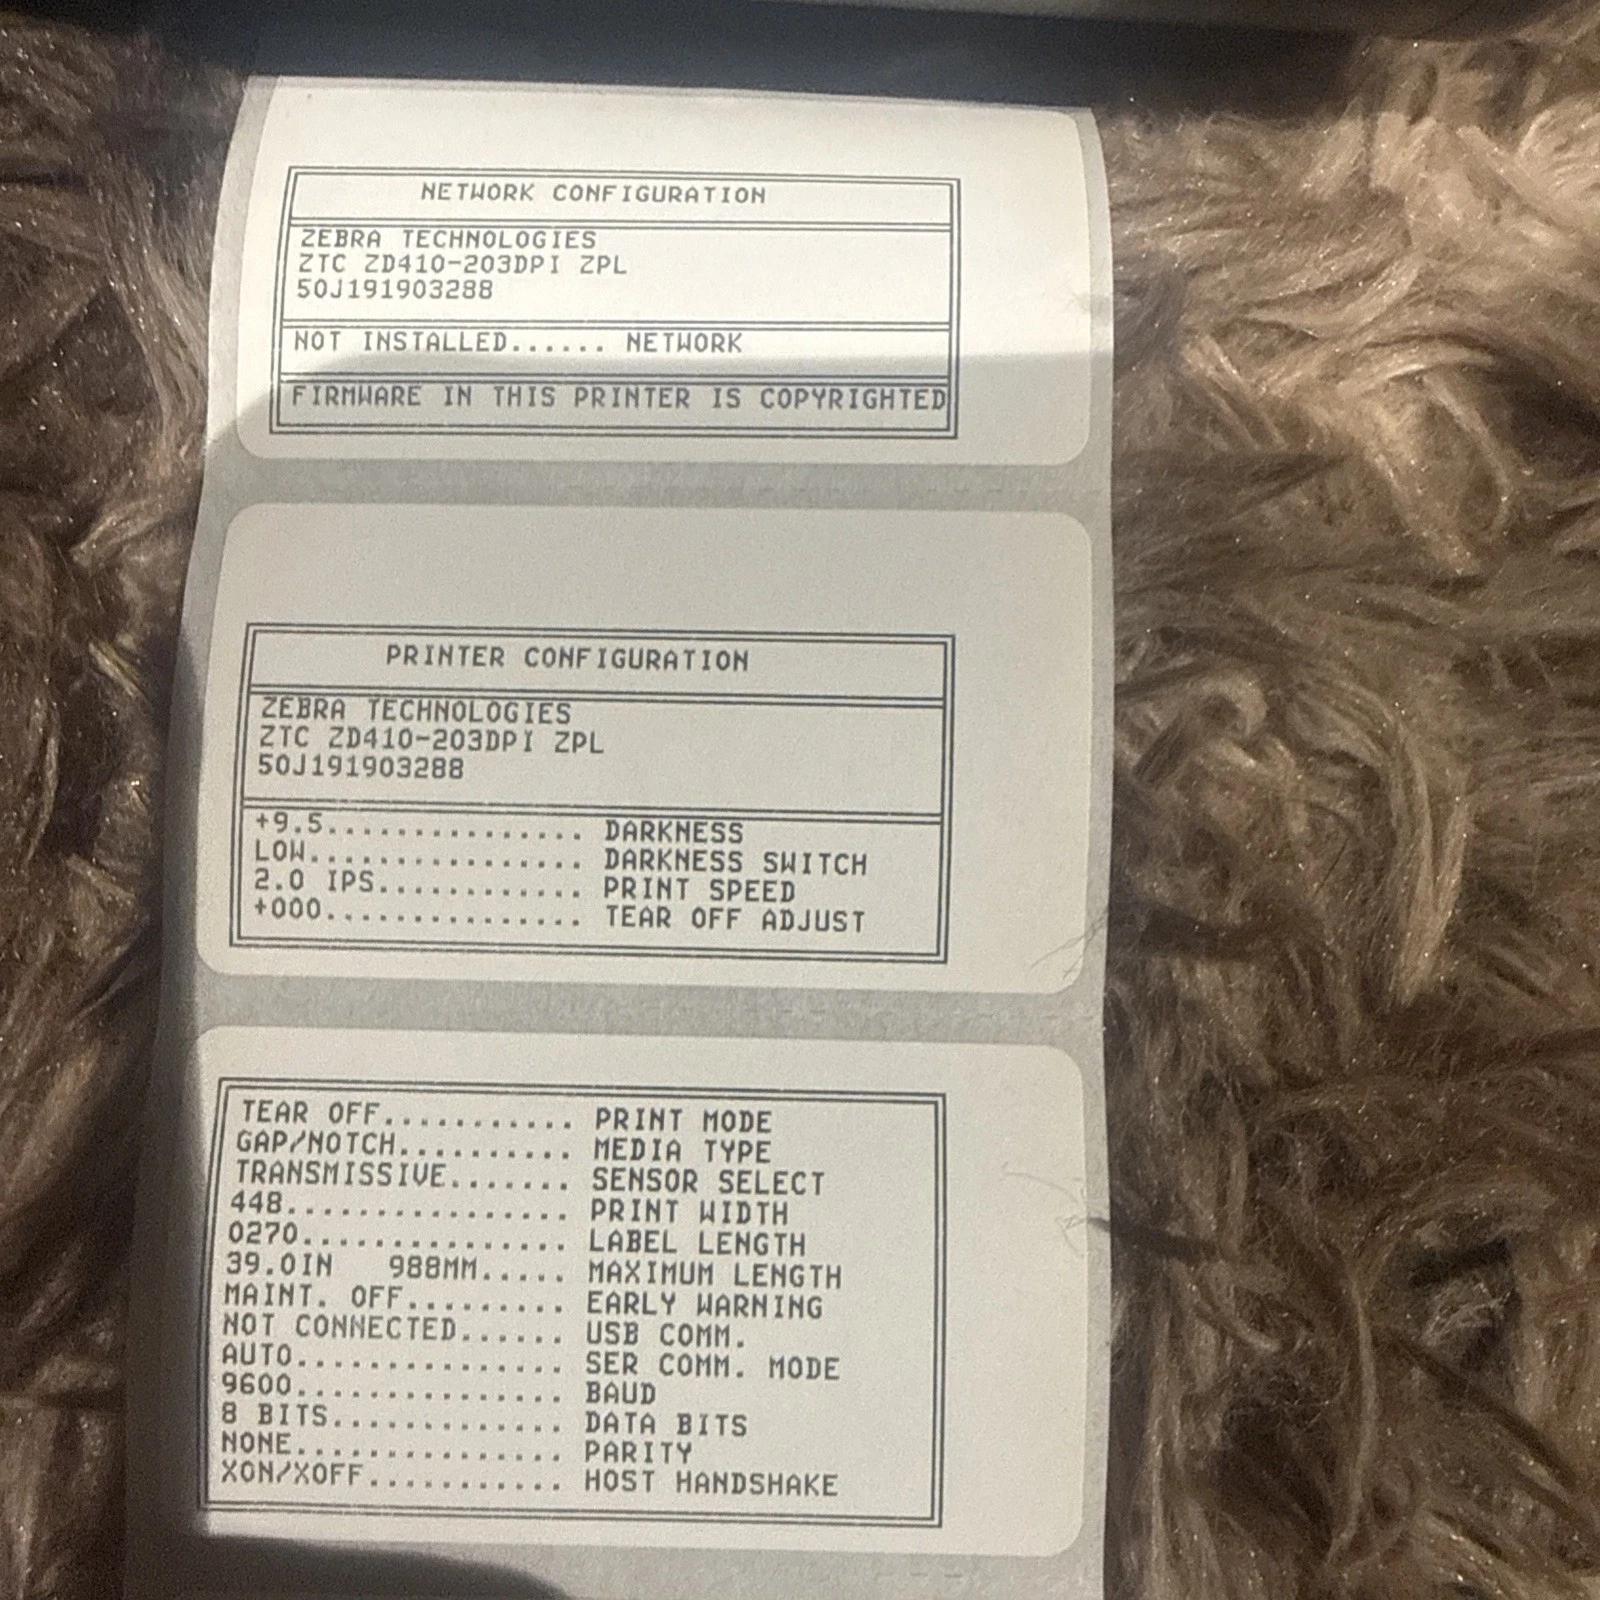 NETWORK CONFIGURATION
ZEBRA TECHNOLOGIES
ZTC ZD410-203DPI ZPL
50J191903288
NOT INSTALLED...... NETWORK
FIRMWARE IN THIS PRINTER IS COPYRIGHTED
PRINTER CONFIGURATION
ZEBRA TECHNOLOGIES
ZTC ZD410-203DPI ZPL
50J191903288
+9.5............... DARKNESS
LOW................ DARKNESS SWITCH
2.0 IPS............ PRINT SPEED
+000............... TEAR OFF ADJUST
TEAR OFF........... PRINT MODE
GAP/NOTCH.......... MEDIA TYPE
TRANSMISSIVE....... SENSOR SELECT
448................ PRINT WIDTH
0270............... LABEL LENGTH
39.0IN   988MM..... MAXIMUM LENGTH
MAINT. OFF......... EARLY WARNING
NOT CONNECTED...... USB COMM.
AUTO............... SER COMM. MODE
9600............... BAUD
8 BITS............. DATA BITS
NONE............... PARITY
XON/XOFF........... HOST HANDSHAKE